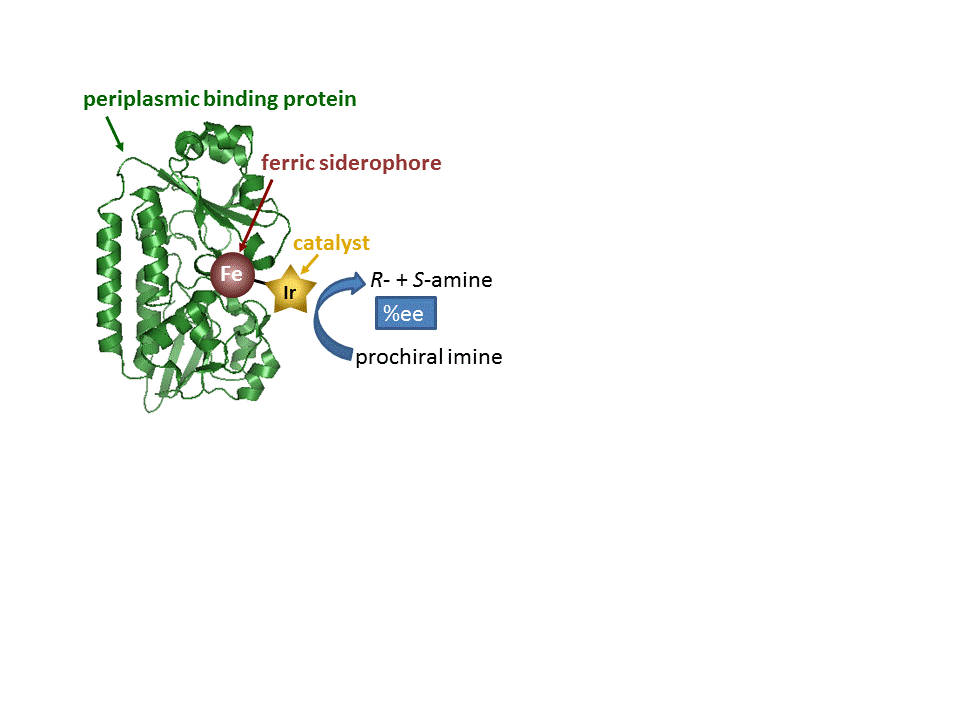 periplasmic binding protein
ferric siderophore
catalyst
Fe
Ir
R- + S-amine
%ee
prochiral imine